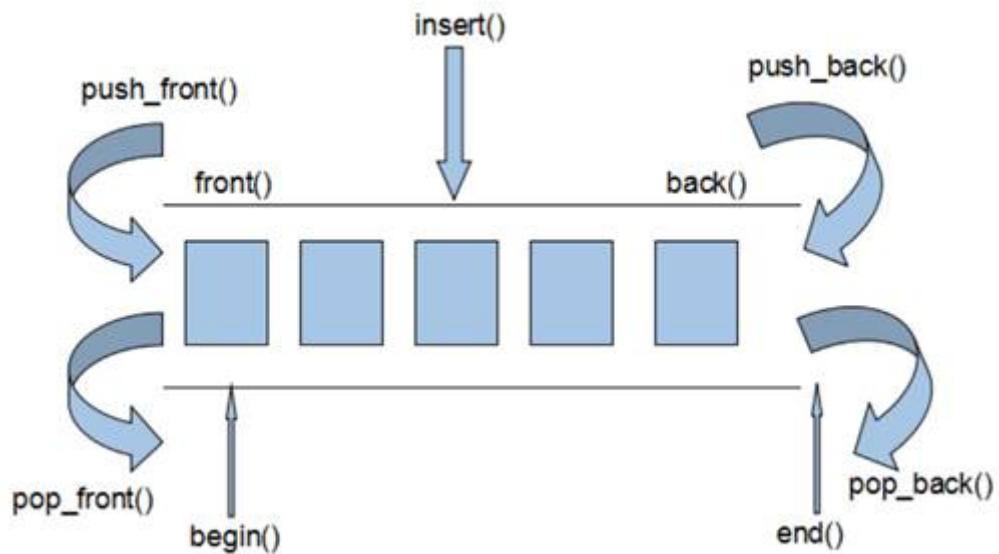 insert()
push_front()
push_back()
front()
back()
pop_front()
pop_back()
begin()
end()